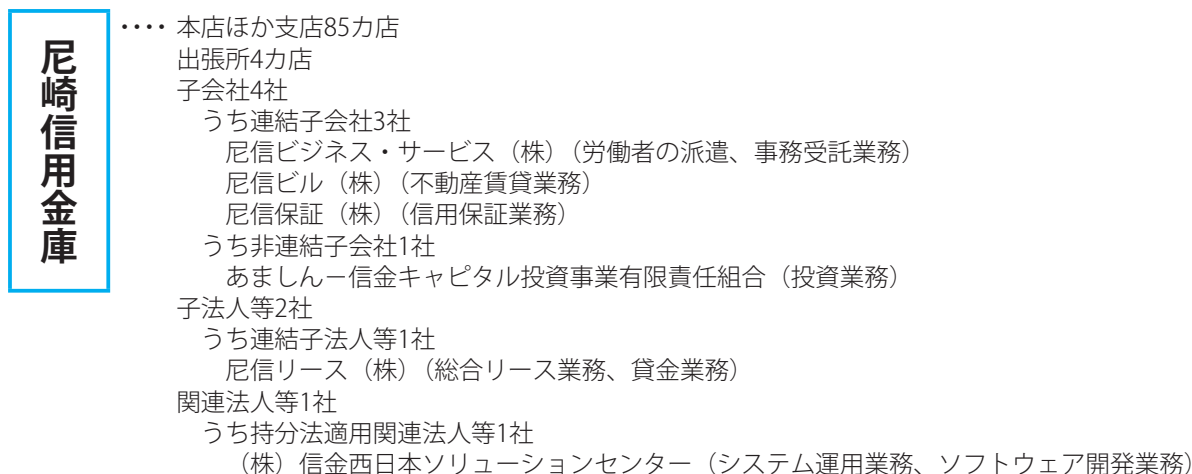 尼崎信用金庫
‥‥ 本店ほか支店85カ店
出張所4カ店
子会社4社
うち連結子会社3社
尼信ビジネス・サービス（株）（労働者の派遣、事務受託業務）
尼信ビル（株）（不動産賃貸業務）
尼信保証（株）（信用保証業務）
うち非連結子会社1社
あましんー信金キャピタル投資事業有限責任組合（投資業務）
子法人等2社
うち連結子法人等1社
尼信リース（株）（総合リース業務、貸金業務）
関連法人等1社
うち持分法適用関連法人等1社
（株）信金西日本ソリューションセンター（システム運用業務、ソフトウェア開発業務）